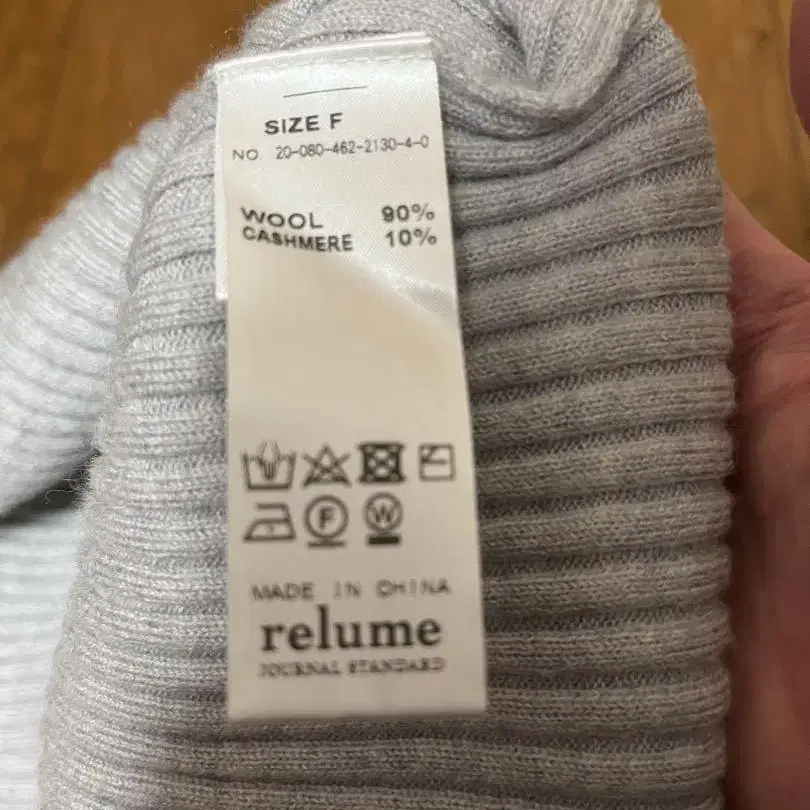 SIZE F
NO 20-080-462-2130-4-0
WOOL 90%
CASHMERE 10%
F W
MADE IN CHINA
relume
JOURNAL STANDARD